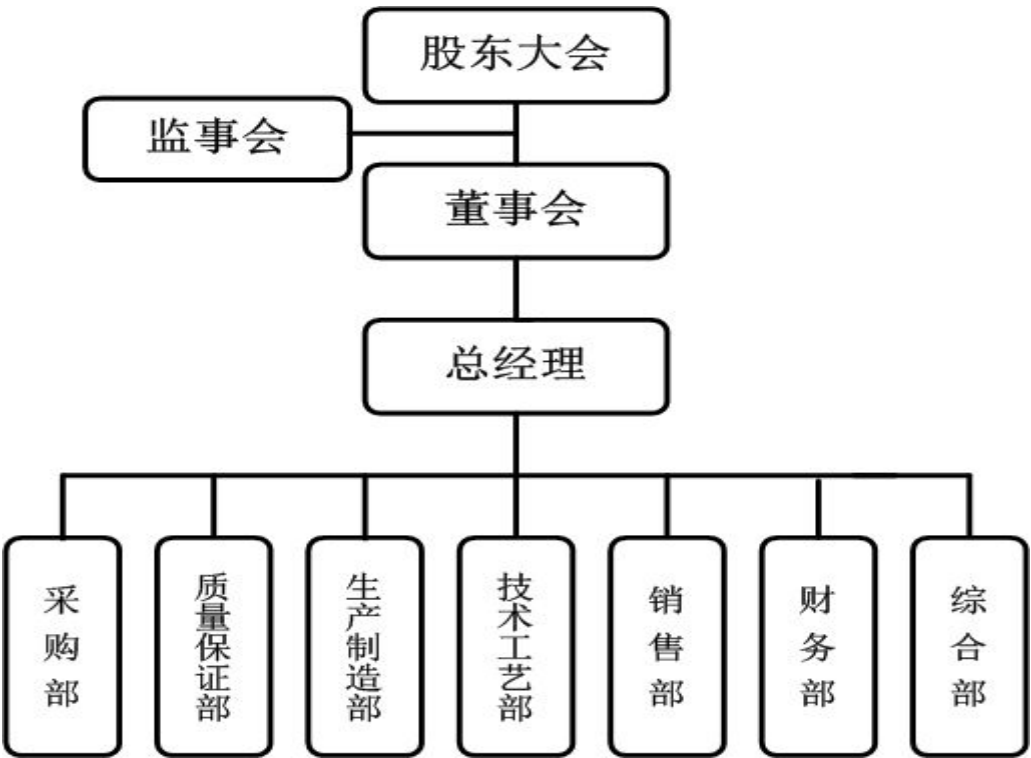 股东大会
监事会
董事会
总经理
采购部
质量保证部
生产制造部
技术工艺部
销售部
财务部
综合部